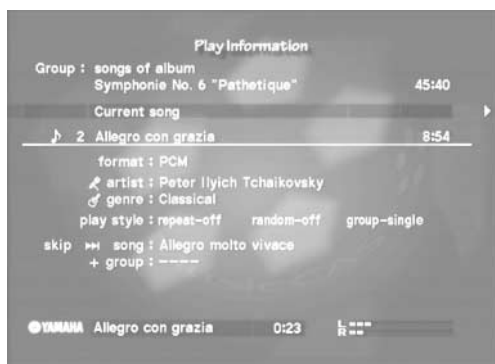 Play Information
Group : songs of album
Symphonie No. 6 "Pathetique" 45:40
Current song
2 Allegro con grazia 8:54
format : PCM
artist : Peter Ilyich Tchaikovsky
genre : Classical
play style : repeat-off random-off group-single
skip song : Allegro molto vivace
+ group : ----
YAMAHA Allegro con grazia 0:23 L
R